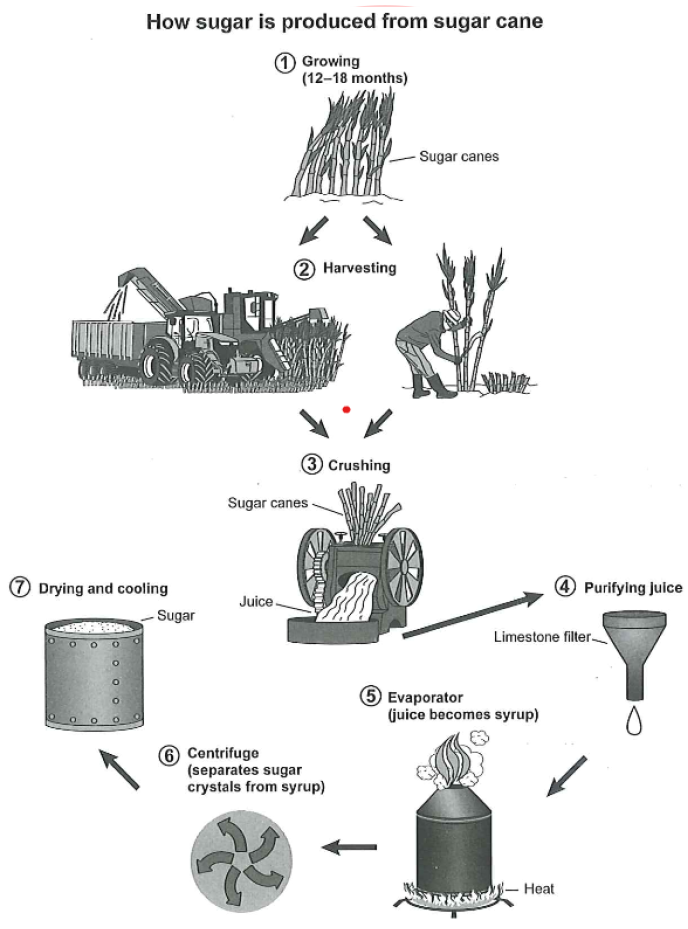 How sugar is produced from sugar cane
1 Growing
(12–18 months)
Sugar canes
2 Harvesting
3 Crushing
Sugar canes
Juice
4 Purifying juice
Limestone filter
5 Evaporator
(juice becomes syrup)
Heat
6 Centrifuge
(separates sugar
crystals from syrup)
7 Drying and cooling
Sugar